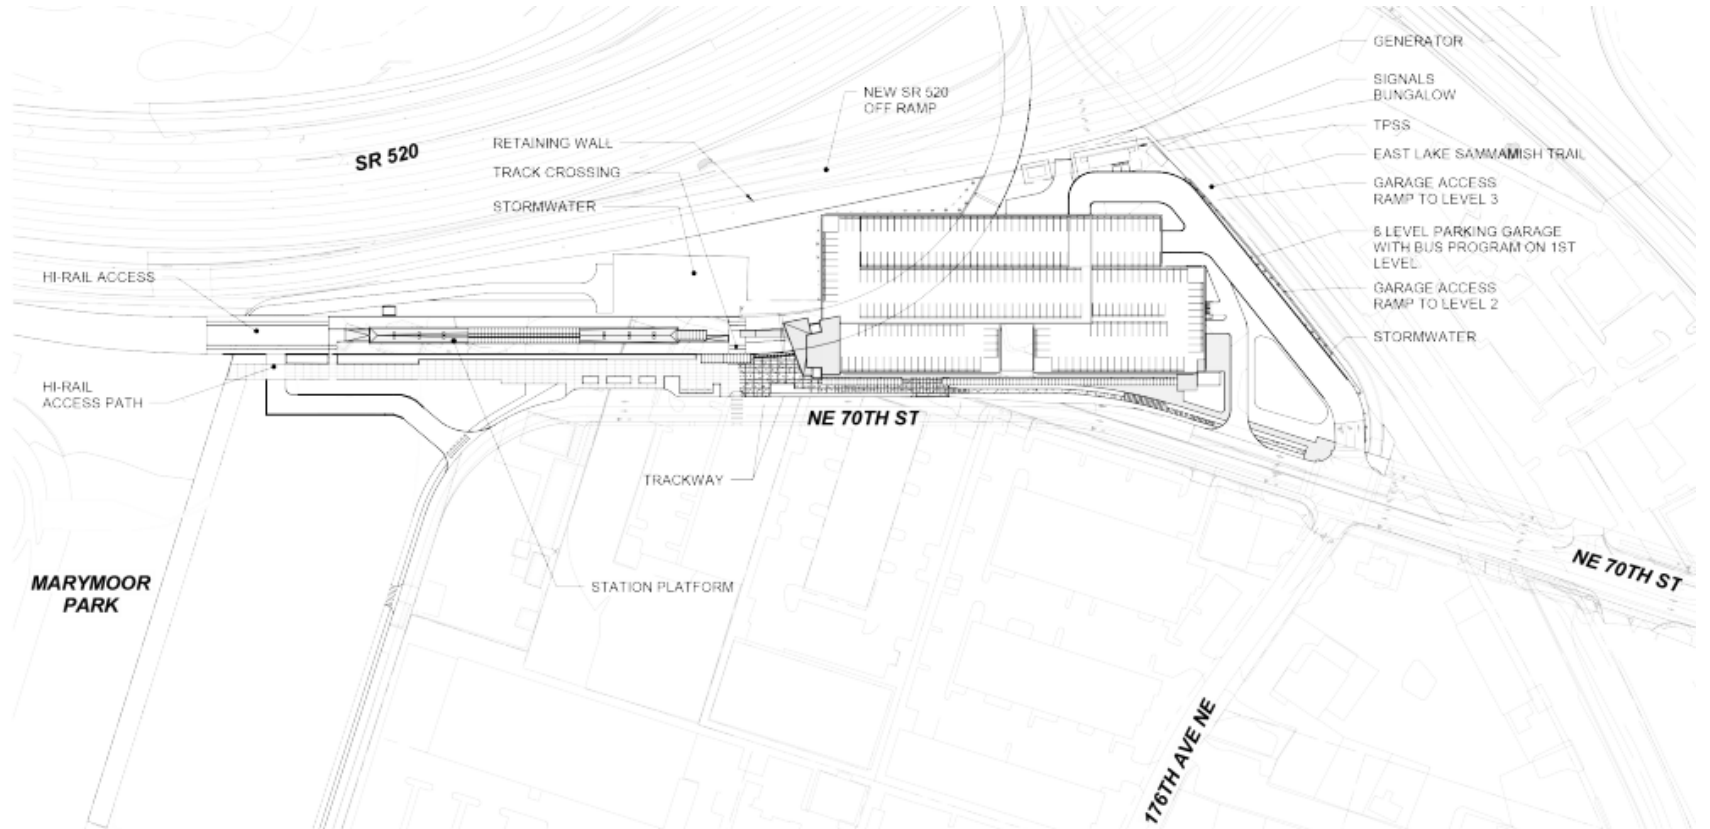 GENERATOR
SIGNALS
BUNGALOW
NEW SR 520
OFF RAMP
TPSS
RETAINING WALL
SR 520
EAST LAKE SAMMAMISH TRAIL
TRACK CROSSING
GARAGE ACCESS
RAMP TO LEVEL 3
STORMWATER
6 LEVEL PARKING GARAGE
WITH BUS PROGRAM ON 1ST
LEVEL
HI-RAIL ACCESS
GARAGE ACCESS
RAMP TO LEVEL 2
STORMWATER
HI-RAIL
ACCESS PATH
NE 70TH ST
TRACKWAY
STATION PLATFORM
MARYMOOR
PARK
NE 70TH ST
176TH AVE NE